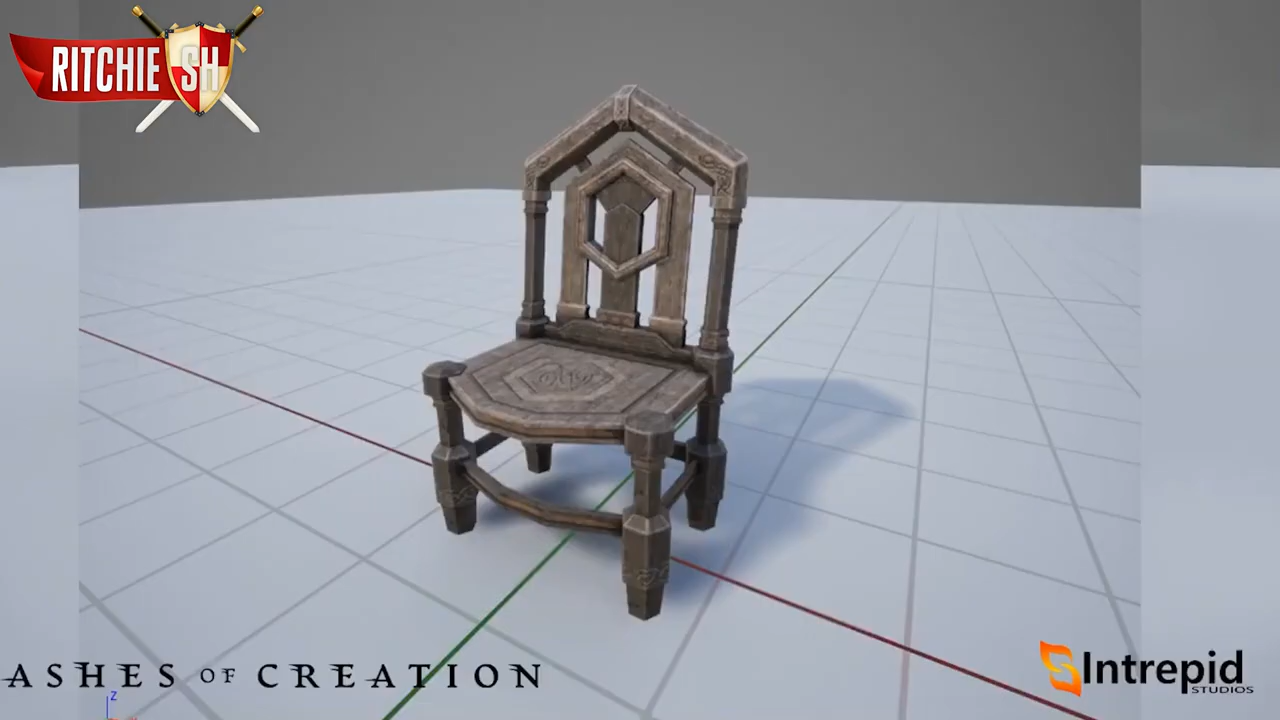 RITCHIE SH
ASHES OF CREATION
z
Intrepid
STUDIOS